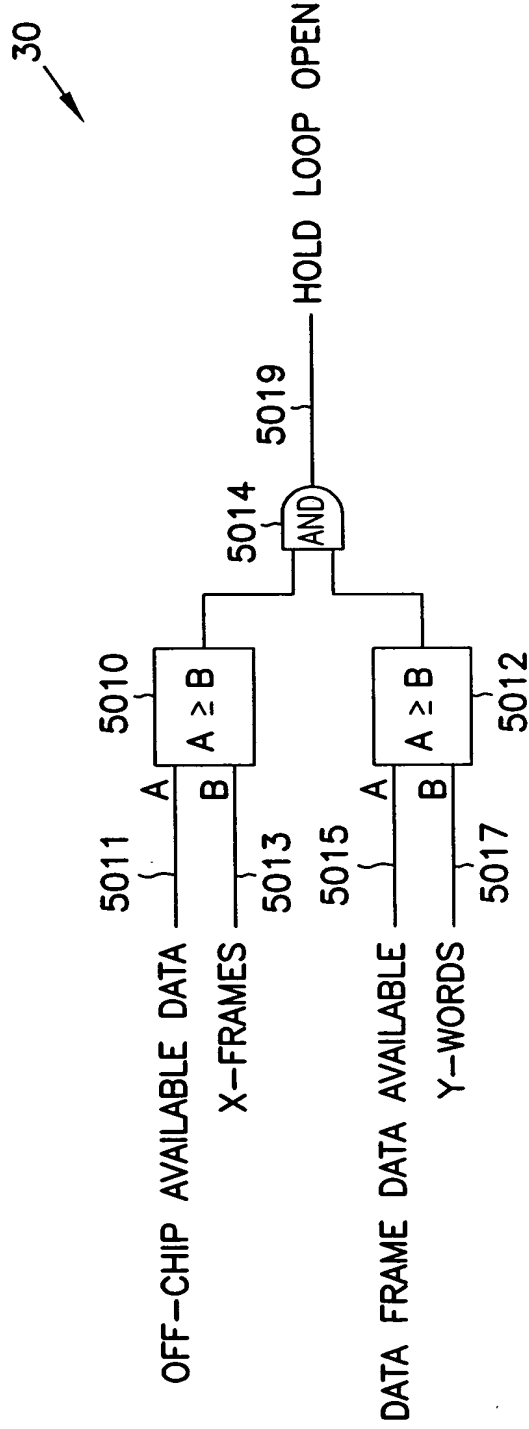 30
OFF-CHIP AVAILABLE DATA
5011
A
5010
A ≥ B
X-FRAMES
5013
B
5014
AND
5019
HOLD LOOP OPEN
DATA FRAME DATA AVAILABLE
5015
A
A ≥ B
5012
Y-WORDS
5017
B